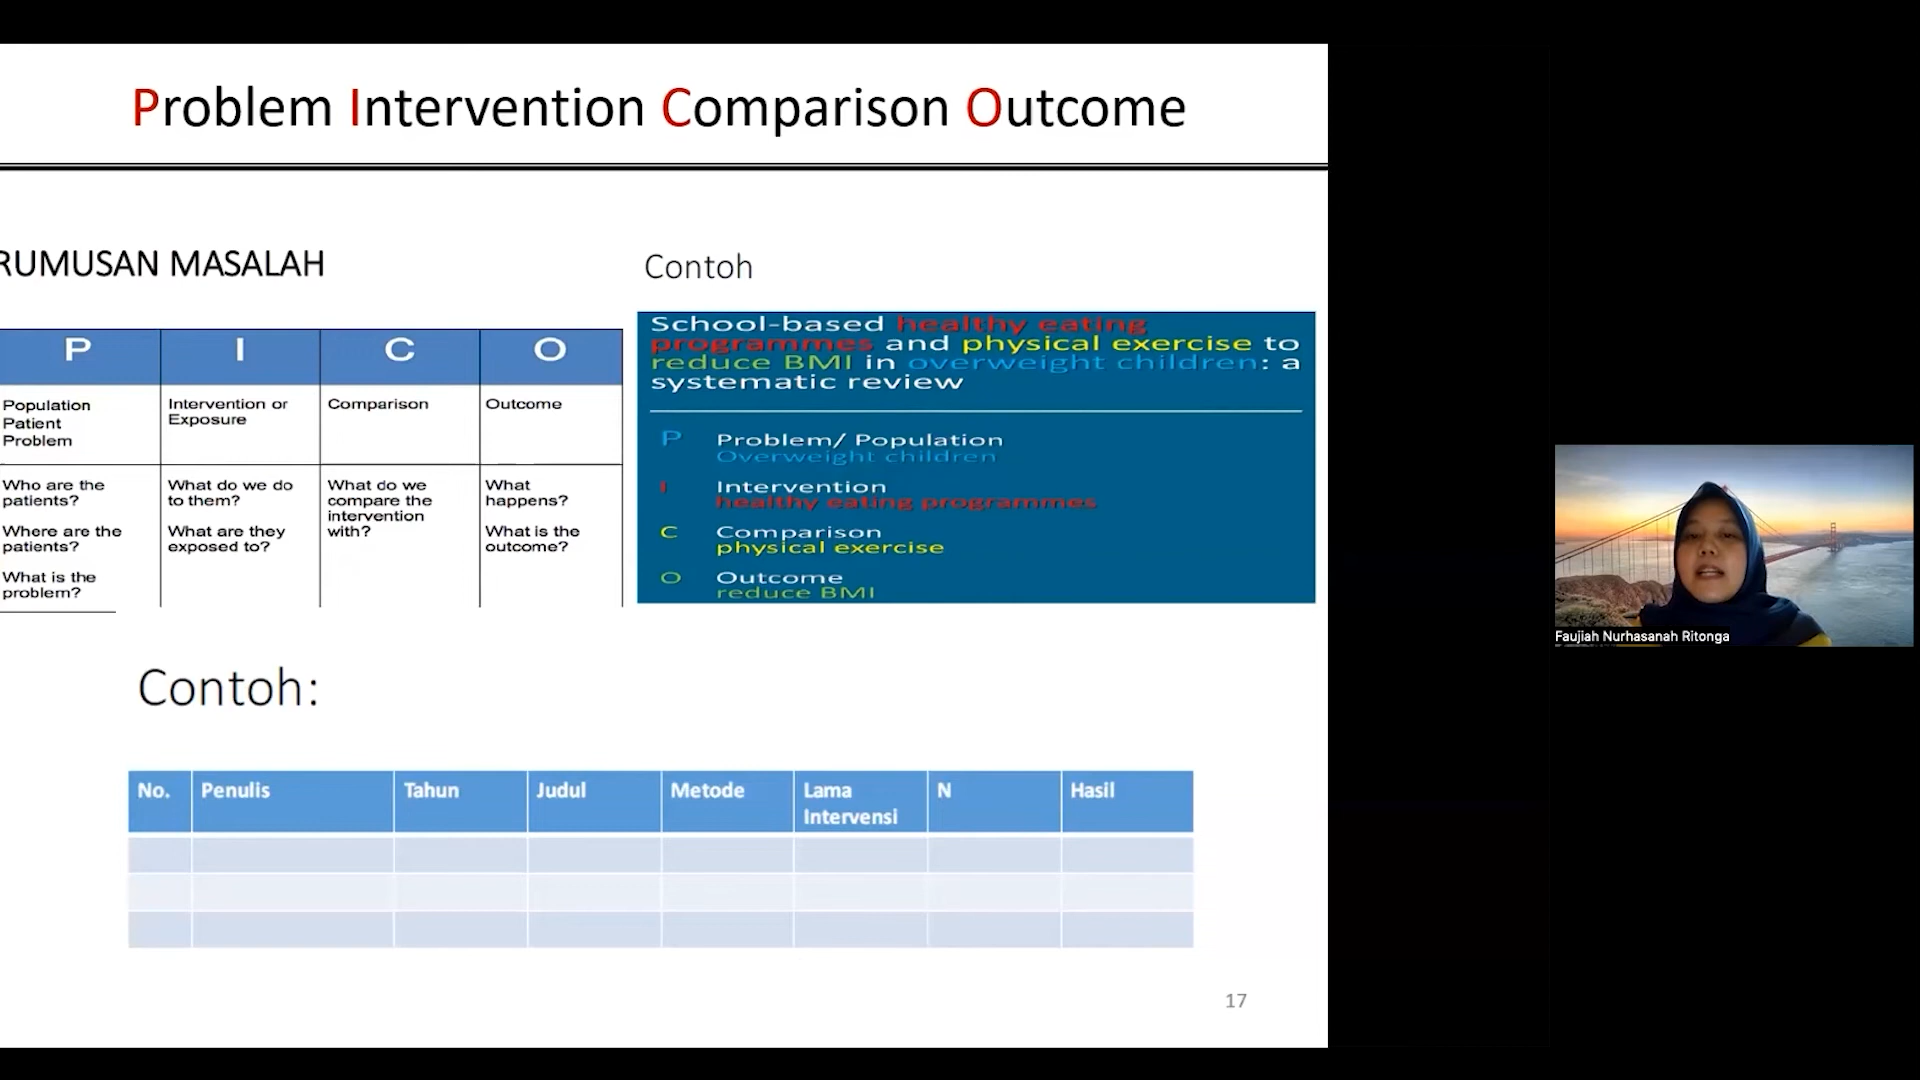 Problem Intervention Comparison Outcome
RUMUSAN MASALAH
P I C O
Population
Patient
Problem
Intervention or
Exposure
Comparison
Outcome
Who are the
patients?
Where are the
patients?
What is the
problem?
What do we do
to them?
What are they
exposed to?
What do we
compare the
intervention
with?
What
happens?
What is the
outcome?
Contoh
School-based healthy eating
programmes and physical exercise to
reduce BMI in overweight children: a
systematic review
P Problem/ Population
Overweight children
I Intervention
healthy eating programmes
C Comparison
physical exercise
O Outcome
reduce BMI
Contoh:
No. Penulis Tahun Judul Metode Lama Intervensi N Hasil
17
Faujiah Nurhasanah Ritonga